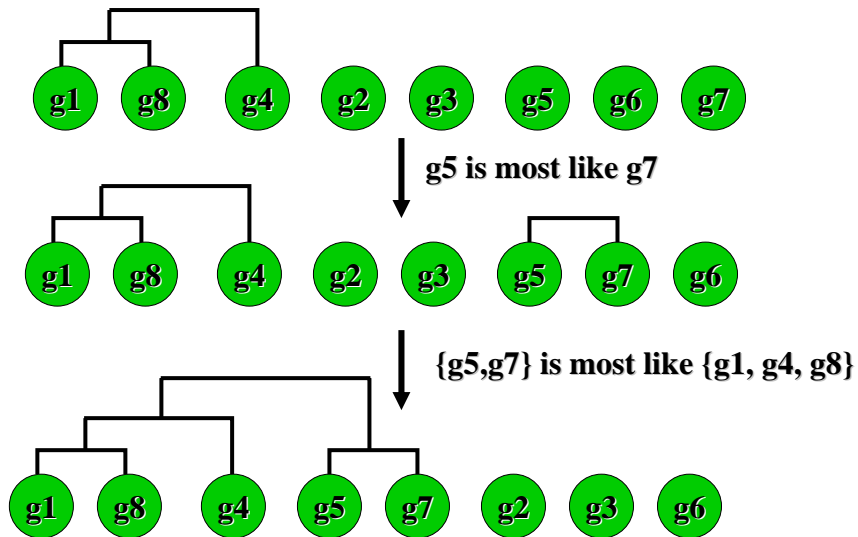 g1 g8 g4 g2 g3 g5 g6 g7
g5 is most like g7
g1 g8 g4 g2 g3 g5 g7 g6
{g5,g7} is most like {g1, g4, g8}
g1 g8 g4 g5 g7 g2 g3 g6